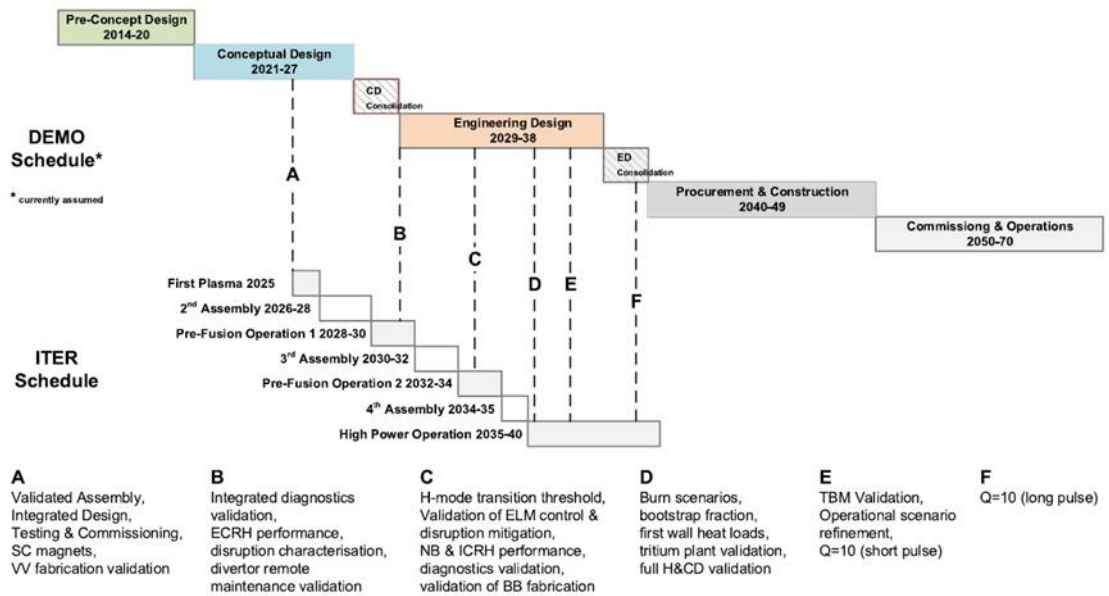 Pre-Concept Design
2014-20
Conceptual Design
2021-27
CD
Consolidation
Engineering Design
2029-38
DEMO
Schedule*
* currently assumed
ED
Consolidation
Procurement & Construction
2040-49
Commissiong & Operations
2050-70
A
B
C
D
E
F
First Plasma 2025
2nd Assembly 2026-28
Pre-Fusion Operation 1 2028-30
3rd Assembly 2030-32
ITER
Schedule
Pre-Fusion Operation 2 2032-34
4th Assembly 2034-35
High Power Operation 2035-40
A
Validated Assembly,
Integrated Design,
Testing & Commissioning,
SC magnets,
VV fabrication validation
B
Integrated diagnostics
validation,
ECRH performance,
disruption characterisation,
divertor remote
maintenance validation
C
H-mode transition threshold,
Validation of ELM control &
disruption mitigation,
NB & ICRH performance,
diagnostics validation,
validation of BB fabrication
D
Burn scenarios,
bootstrap fraction,
first wall heat loads,
tritium plant validation,
full H&CD validation
E
TBM Validation,
Operational scenario
refinement,
Q=10 (short pulse)
F
Q=10 (long pulse)